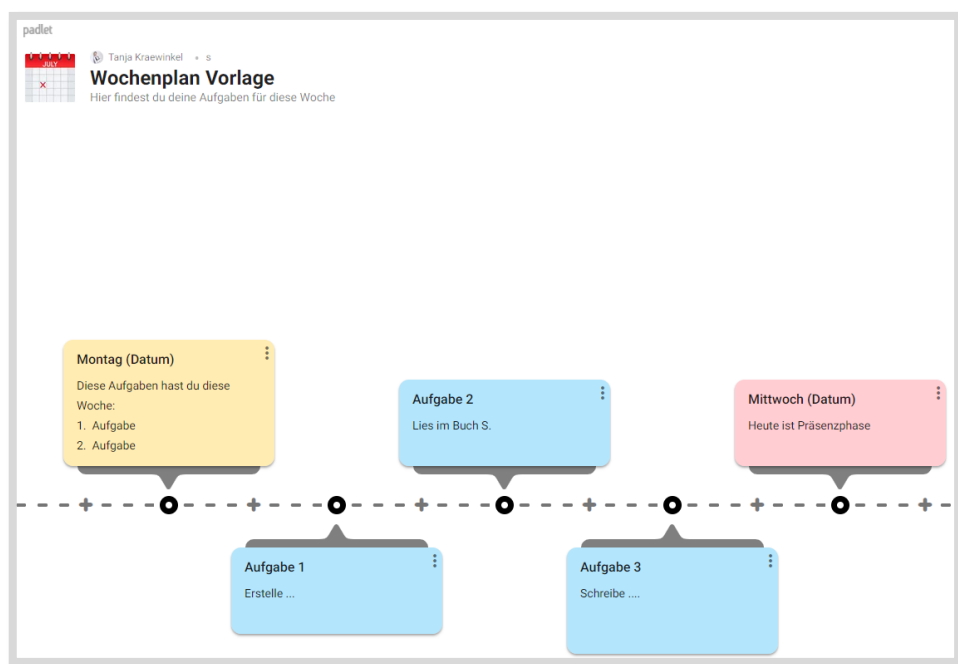 padlet
JULY
Tanja Kraewinkel • s
Wochenplan Vorlage
Hier findest du deine Aufgaben für diese Woche
Montag (Datum)
Diese Aufgaben hast du diese
Woche:
1. Aufgabe
2. Aufgabe
Aufgabe 2
Lies im Buch S.
Mittwoch (Datum)
Heute ist Präsenzphase
Aufgabe 1
Erstelle ...
Aufgabe 3
Schreibe ....